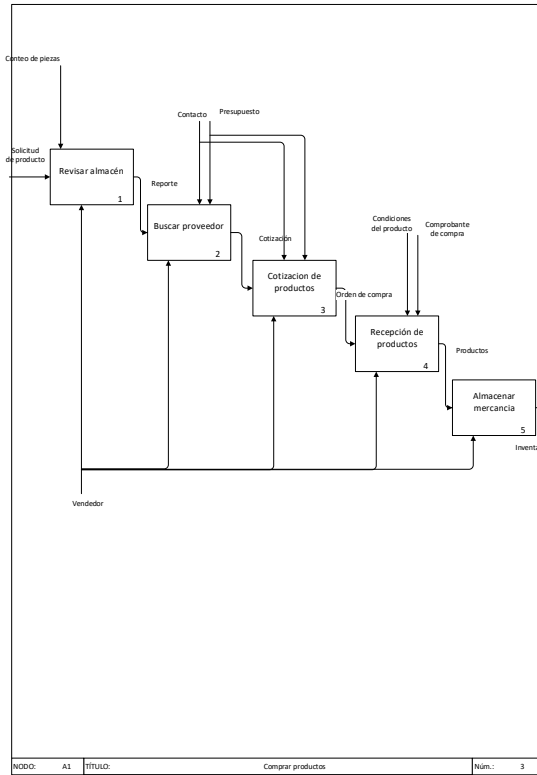 Conteo de piezas
Contacto
Presupuesto
Solicitud
de producto
Revisar almacén
1
Reporte
Buscar proveedor
2
Condiciones
del producto
Comprobante
de compra
Cotización
Cotizacion de
productos
3
Orden de compra
Recepción de
productos
4
Productos
Almacenar
mercancia
5
Inventa
Vendedor
NODO: A1 TÍTULO: Comprar productos Núm.: 3